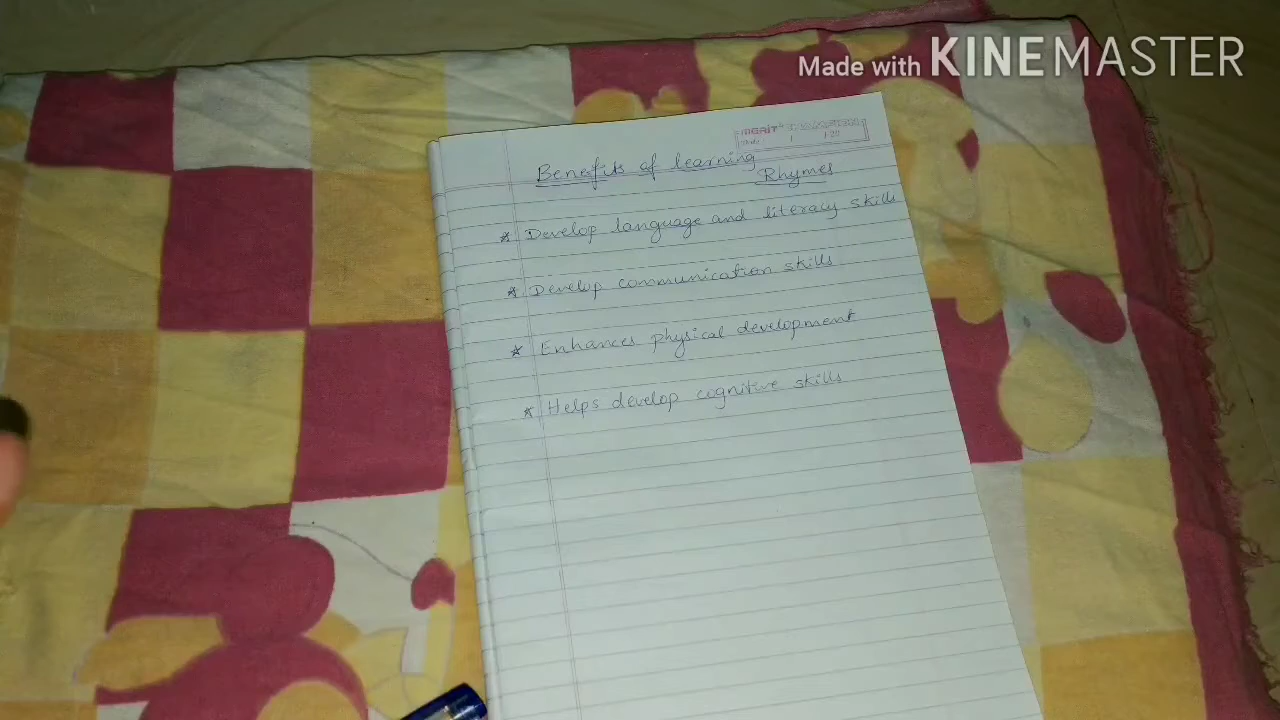 Made with KINEMASTER
Benefits of learning
Rhymes
* Develop language and literacy skills
* Develop communication skills
* Enhances physical development
* Helps develop cognitive skills